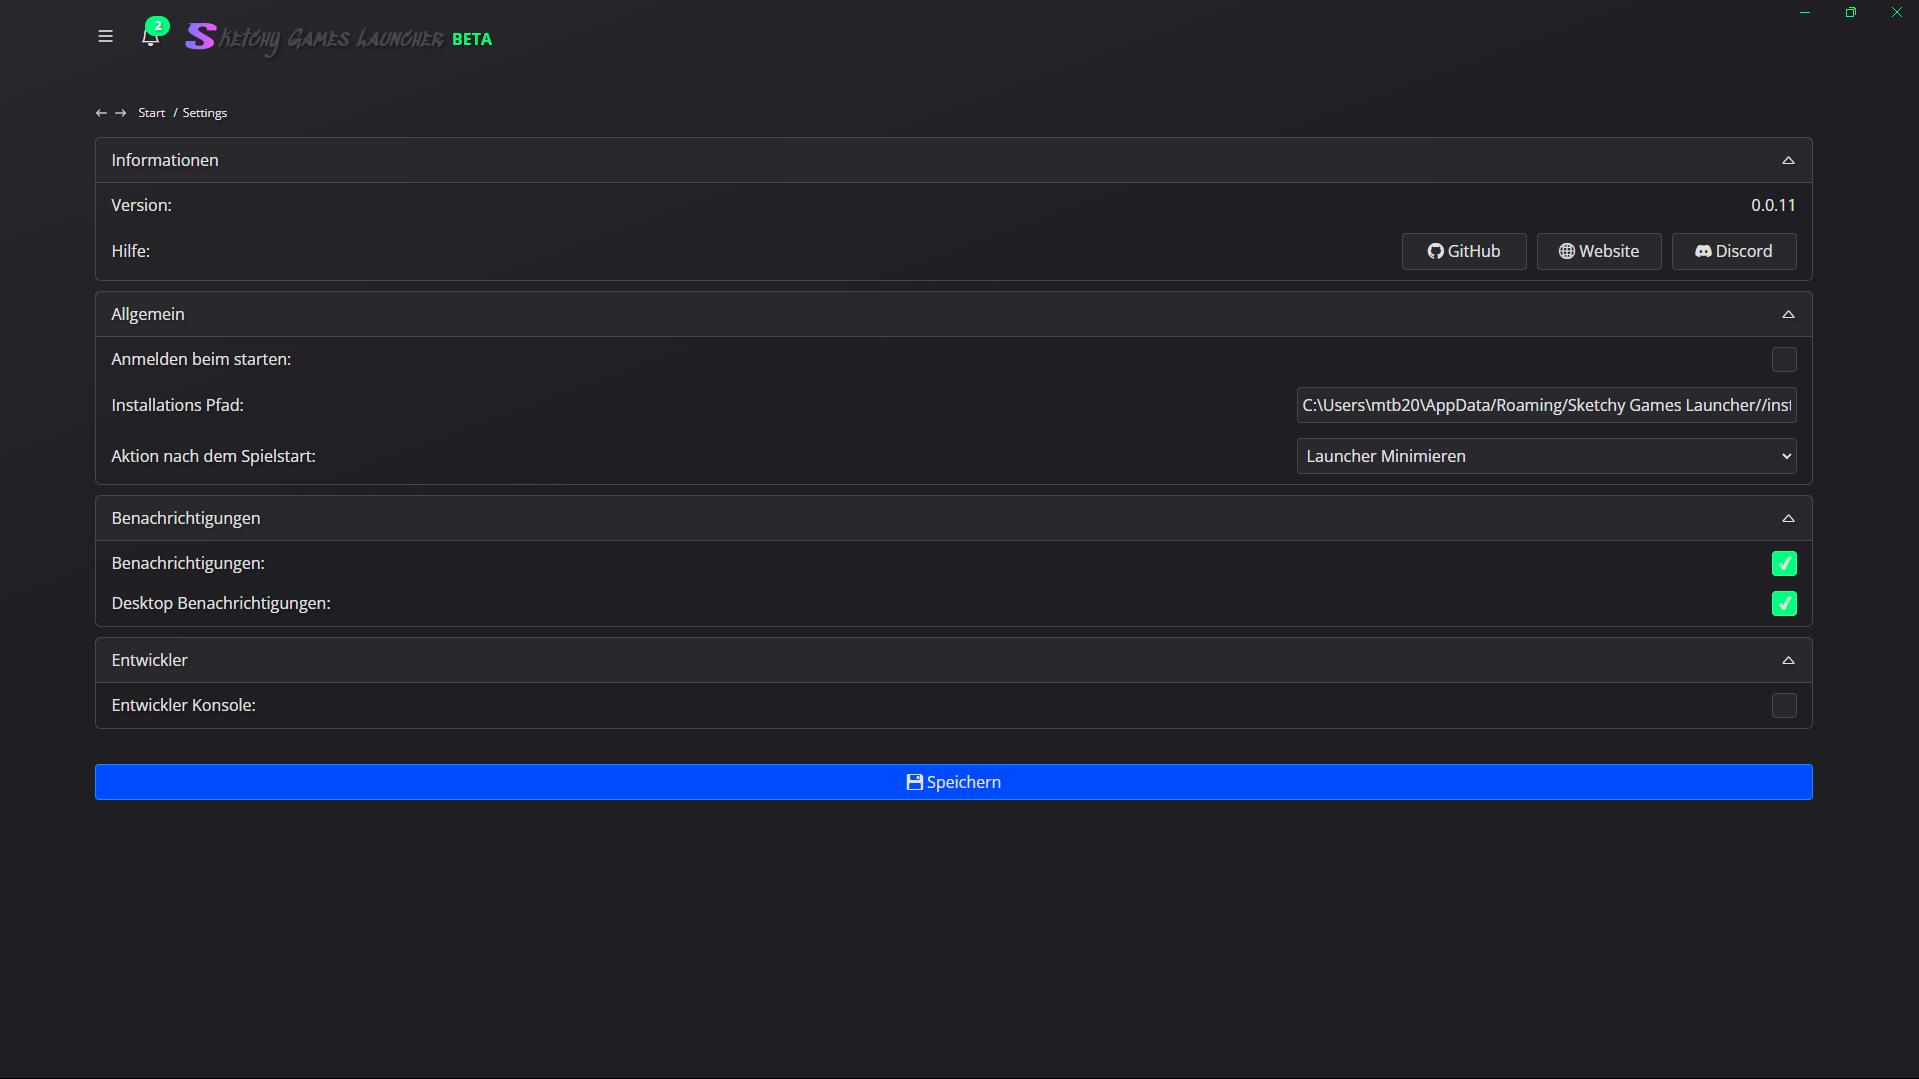 2
Sketchy Games Launcher BETA
Start / Settings
Informationen
Version: 0.0.11
Hilfe: GitHub Website Discord
Allgemein
Anmelden beim starten:
Installations Pfad: C:\Users\mtb20\AppData/Roaming/Sketchy Games Launcher//inst
Aktion nach dem Spielstart: Launcher Minimieren
Benachrichtigungen
Benachrichtigungen:
Desktop Benachrichtigungen:
Entwickler
Entwickler Konsole:
Speichern